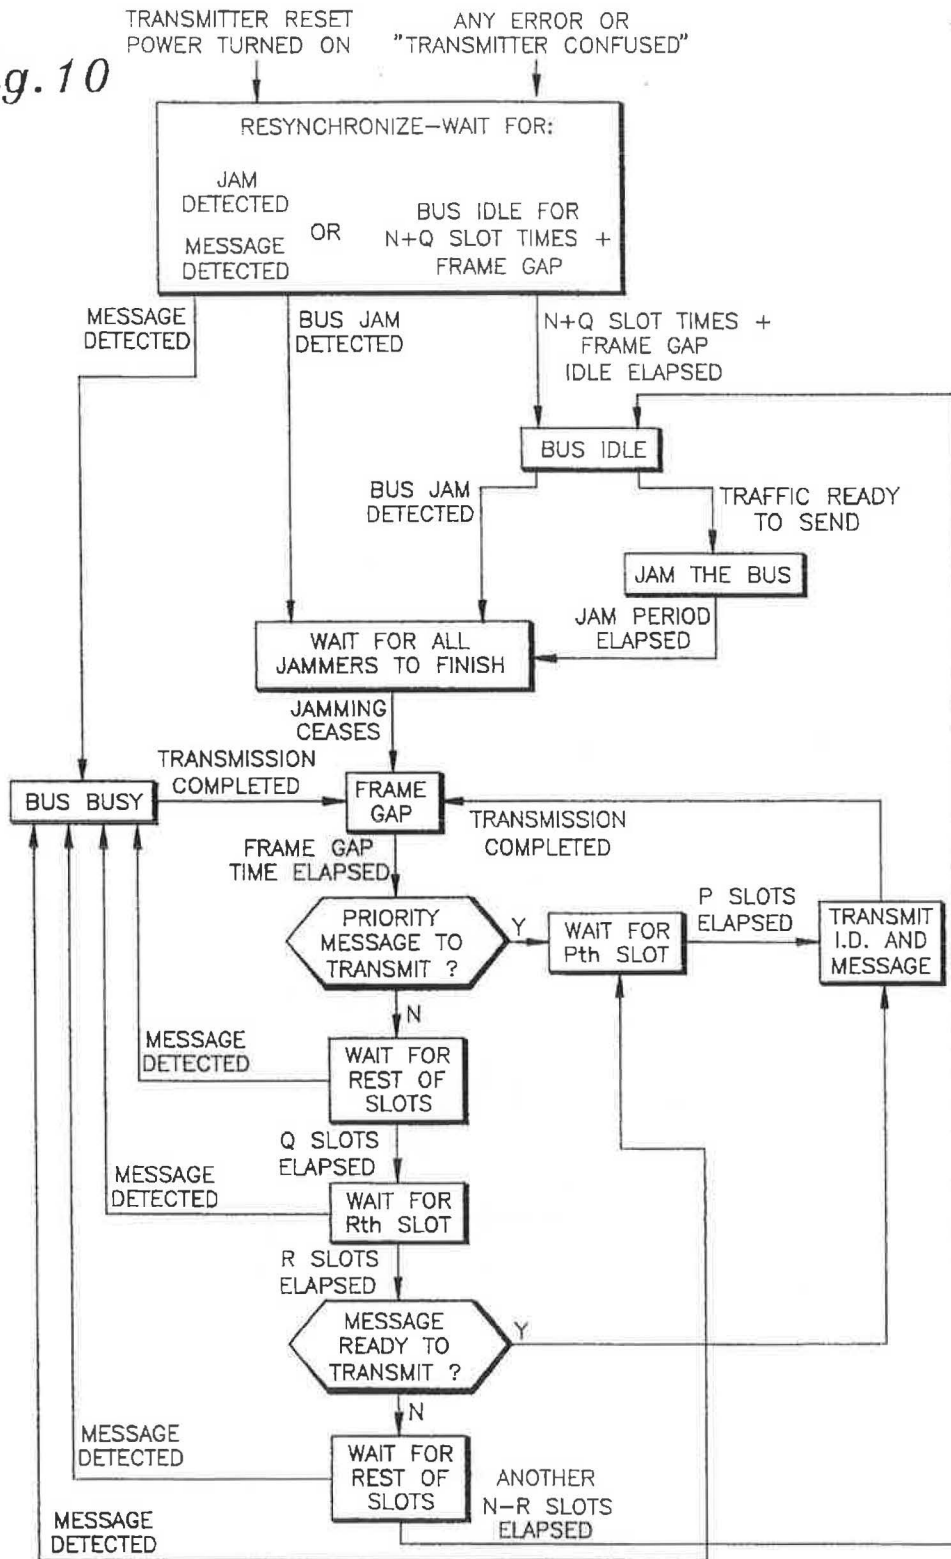 TRANSMITTER RESET
POWER TURNED ON
ANY ERROR OR
"TRANSMITTER CONFUSED"
g. 10
RESYNCHRONIZE-WAIT FOR:
JAM
DETECTED
MESSAGE
DETECTED
OR
BUS IDLE FOR
N+Q SLOT TIMES +
FRAME GAP
MESSAGE
DETECTED
BUS JAM
DETECTED
N+Q SLOT TIMES +
FRAME GAP
IDLE ELAPSED
BUS IDLE
BUS JAM
DETECTED
TRAFFIC READY
TO SEND
JAM THE BUS
JAM PERIOD
ELAPSED
WAIT FOR ALL
JAMMERS TO FINISH
JAMMING
CEASES
BUS BUSY
TRANSMISSION
COMPLETED
FRAME
GAP
TRANSMISSION
COMPLETED
FRAME GAP
TIME ELAPSED
PRIORITY
MESSAGE TO
TRANSMIT ?
Y
WAIT FOR
Pth SLOT
P SLOTS
ELAPSED
TRANSMIT
I.D. AND
MESSAGE
N
MESSAGE
DETECTED
WAIT FOR
REST OF
SLOTS
Q SLOTS
ELAPSED
MESSAGE
DETECTED
WAIT FOR
Rth SLOT
R SLOTS
ELAPSED
MESSAGE
READY TO
TRANSMIT ?
Y
N
MESSAGE
DETECTED
WAIT FOR
REST OF
SLOTS
ANOTHER
N-R SLOTS
ELAPSED
MESSAGE
DETECTED